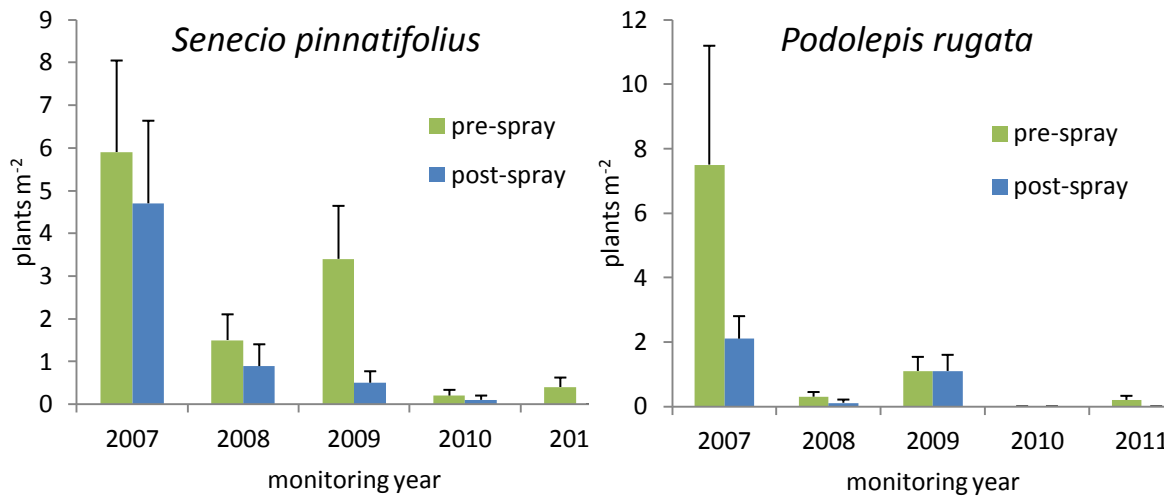 Senecio pinnatifolius
9
8
7
6
5
4
3
2
1
0
plants m-2
pre-spray
post-spray
2007 2008 2009 2010 201
monitoring year
Podolepis rugata
12
10
8
6
4
2
0
plants m-2
pre-spray
post-spray
2007 2008 2009 2010 2011
monitoring year